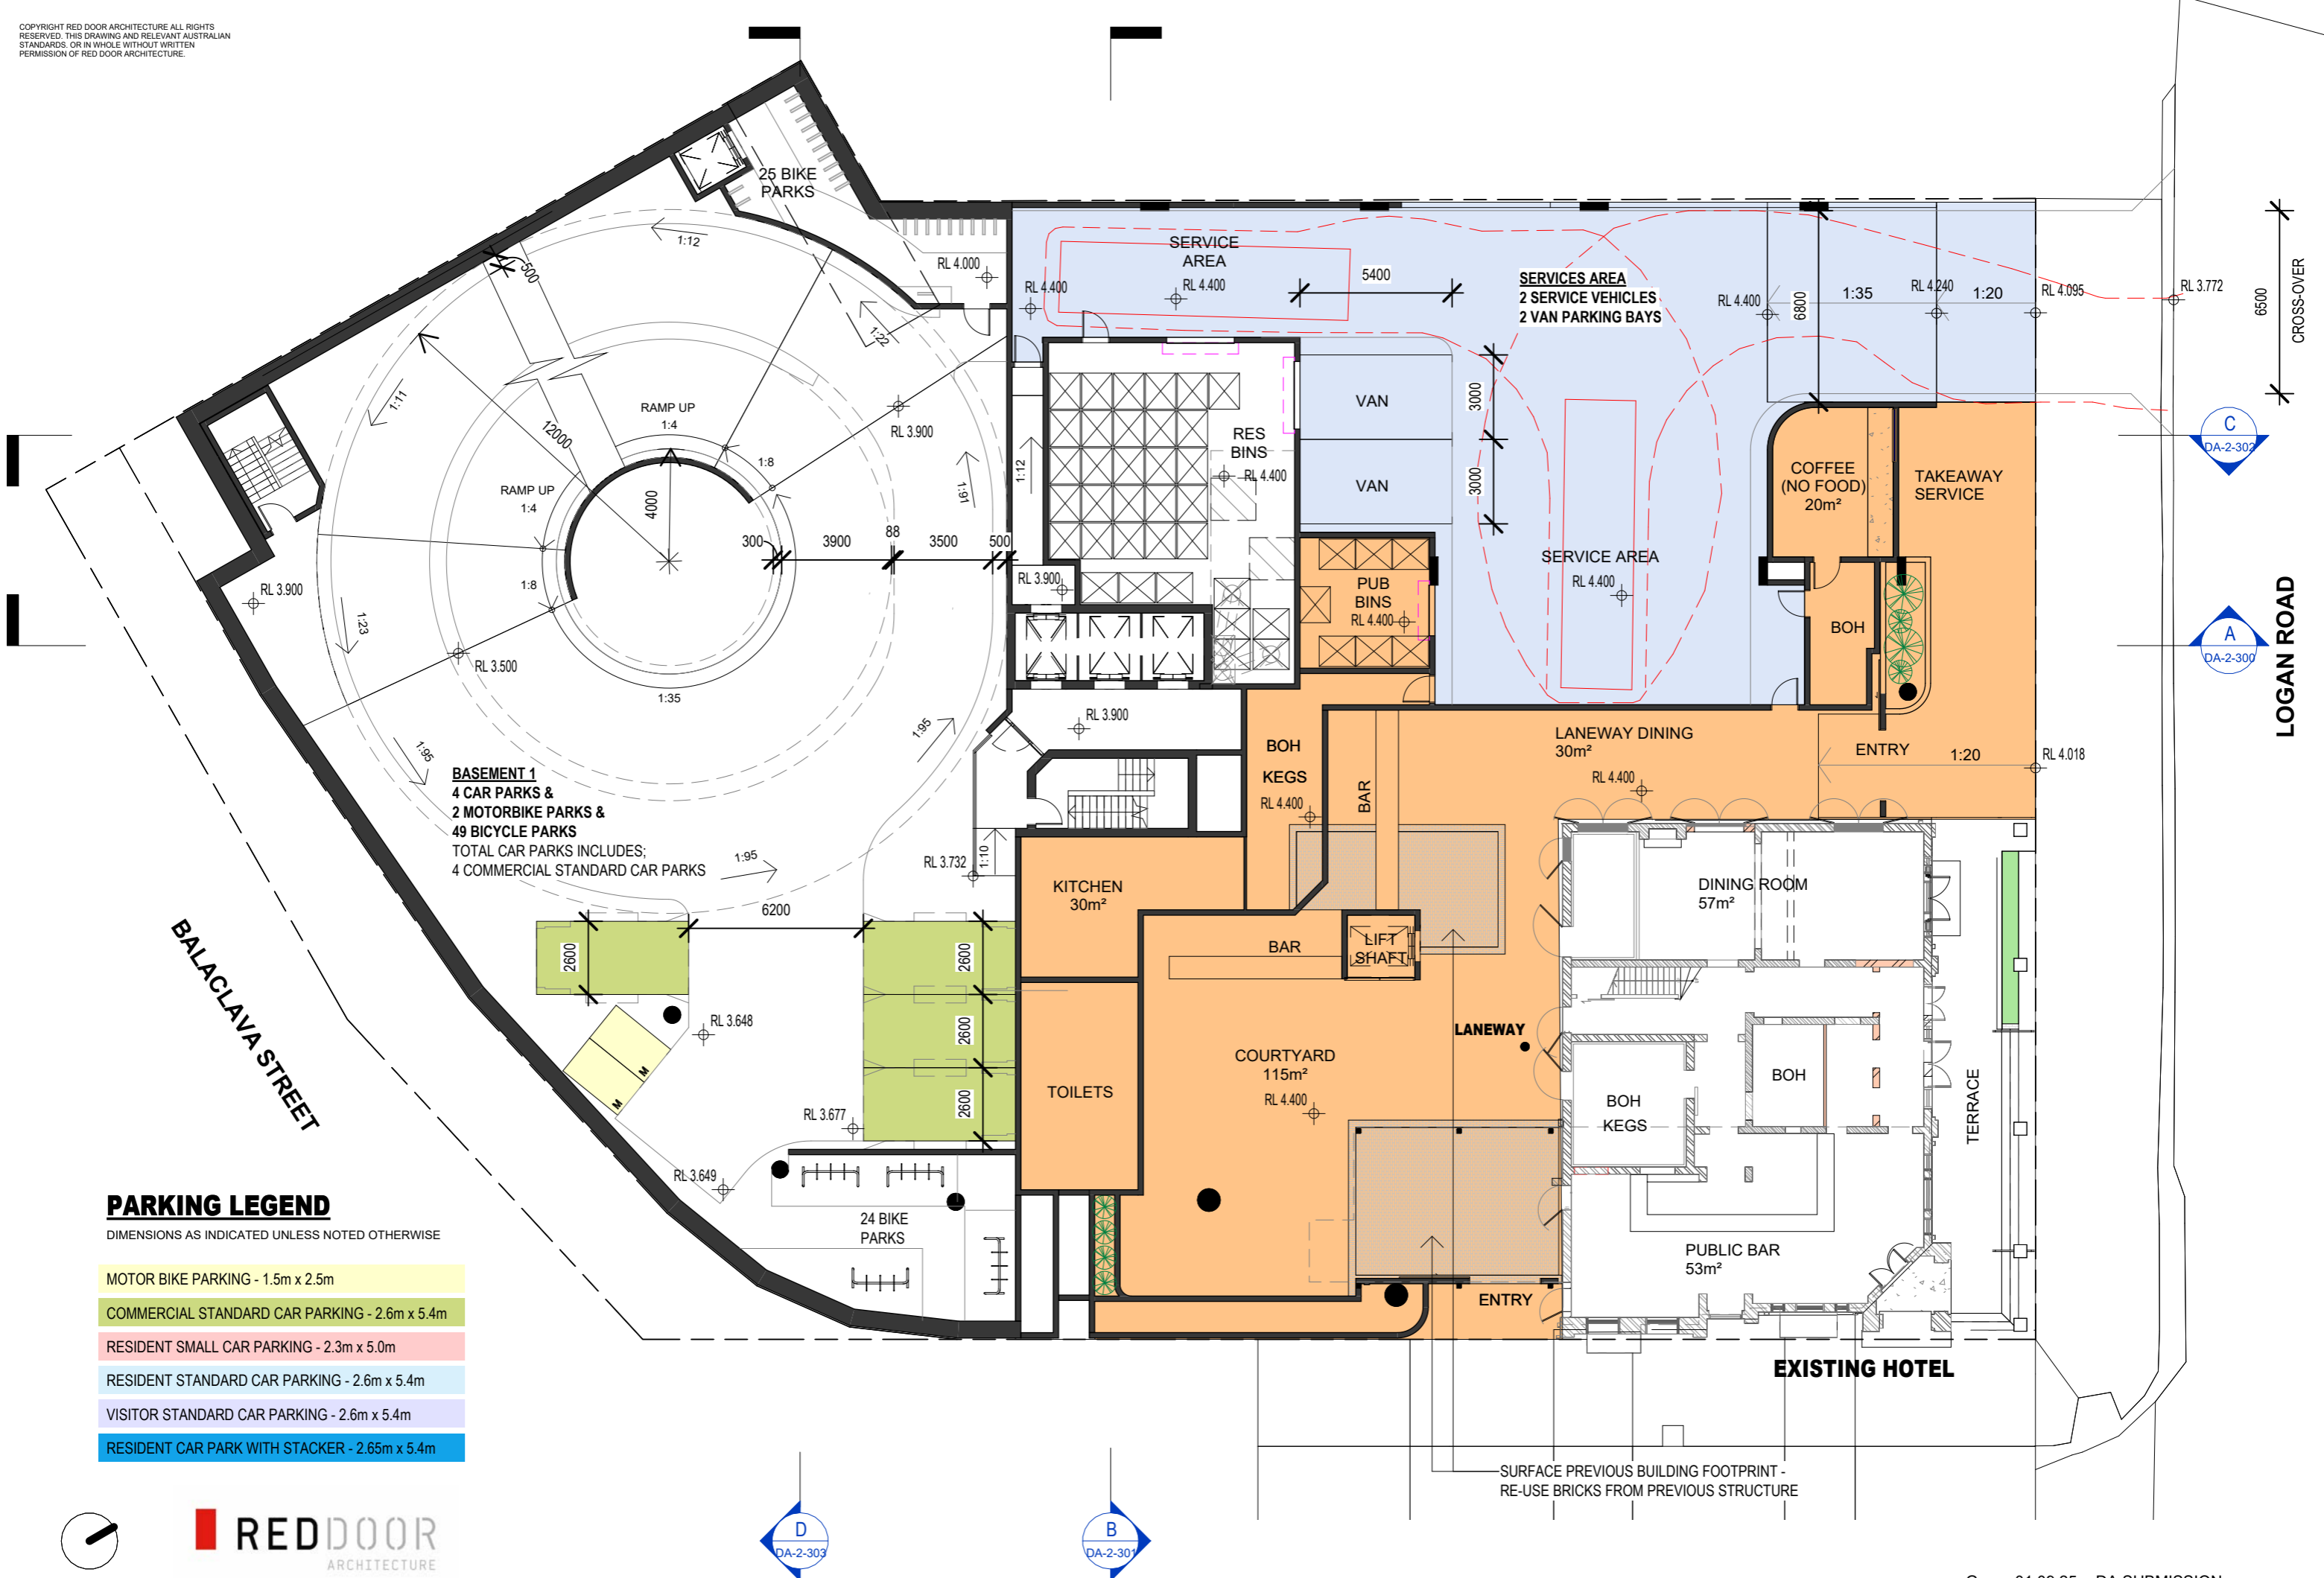 COPYRIGHT RED DOOR ARCHITECTURE ALL RIGHTS
RESERVED. THIS DRAWING AND RELEVANT AUSTRALIAN
STANDARDS. OR IN WHOLE WITHOUT WRITTEN
PERMISSION OF RED DOOR ARCHITECTURE.
25 BIKE
PARKS
1:12
500
RL 4.000
1:22
SERVICE
AREA
RL 4.400
RL 4.400
5400
SERVICES AREA
2 SERVICE VEHICLES
2 VAN PARKING BAYS
RL 4.400
6800
1:35
RL 4.240
1:20
RL 4.095
RL 3.772
6500
CROSS-OVER
1:11
12000
RAMP UP
1:4
RL 3.900
1:8
RAMP UP
1:4
4000
1:91
1:12
RES
BINS
RL 4.400
VAN
3000
VAN
3000
COFFEE
(NO FOOD)
20m²
TAKEAWAY
SERVICE
C
DA-2-302
300
3900
88
3500
500
RL 3.900
1:8
1:23
RL 3.900
SERVICE AREA
RL 4.400
PUB
BINS
RL 4.400
BOH
A
DA-2-300
LOGAN ROAD
RL 3.500
1:35
RL 3.900
1:95
1:95
BASEMENT 1
4 CAR PARKS &
2 MOTORBIKE PARKS &
49 BICYCLE PARKS
TOTAL CAR PARKS INCLUDES;
4 COMMERCIAL STANDARD CAR PARKS
1:95
RL 3.732
1:10
BOH
KEGS
RL 4.400
BAR
LANEWAY DINING
30m²
RL 4.400
ENTRY
1:20
RL 4.018
KITCHEN
30m²
DINING ROOM
57m²
6200
2600
2600
BAR
LIFT
SHAFT
BALACLAVA STREET
RL 3.648
2600
M
M
2600
RL 3.677
TOILETS
COURTYARD
115m²
RL 4.400
LANEWAY
BOH
KEGS
BOH
TERRACE
RL 3.649
24 BIKE
PARKS
PUBLIC BAR
53m²
ENTRY
EXISTING HOTEL
PARKING LEGEND
DIMENSIONS AS INDICATED UNLESS NOTED OTHERWISE
MOTOR BIKE PARKING - 1.5m x 2.5m
COMMERCIAL STANDARD CAR PARKING - 2.6m x 5.4m
RESIDENT SMALL CAR PARKING - 2.3m x 5.0m
RESIDENT STANDARD CAR PARKING - 2.6m x 5.4m
VISITOR STANDARD CAR PARKING - 2.6m x 5.4m
RESIDENT CAR PARK WITH STACKER - 2.65m x 5.4m
SURFACE PREVIOUS BUILDING FOOTPRINT -
RE-USE BRICKS FROM PREVIOUS STRUCTURE
REDDOOR
ARCHITECTURE
D
DA-2-303
B
DA-2-301